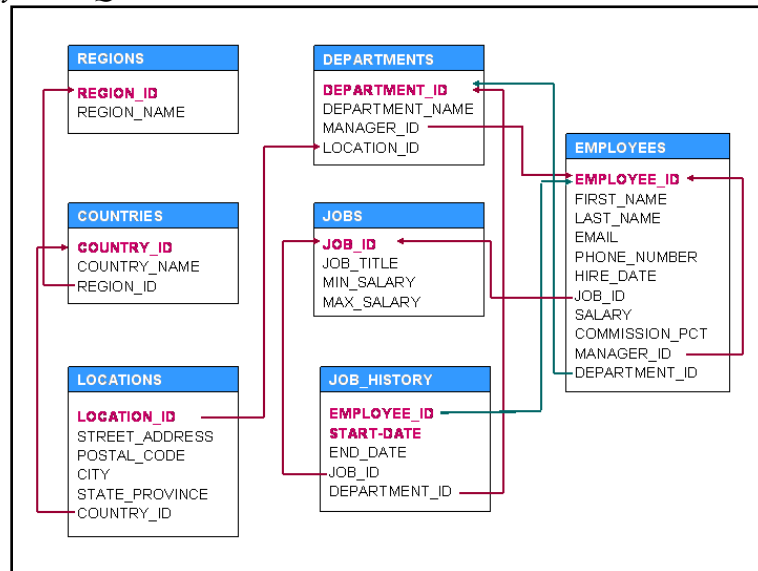 REGIONS
REGION_ID
REGION_NAME
COUNTRIES
COUNTRY_ID
COUNTRY_NAME
REGION_ID
LOCATIONS
LOCATION_ID
STREET_ADDRESS
POSTAL_CODE
CITY
STATE_PROVINCE
COUNTRY_ID
DEPARTMENTS
DEPARTMENT_ID
DEPARTMENT_NAME
MANAGER_ID
LOCATION_ID
JOBS
JOB_ID
JOB_TITLE
MIN_SALARY
MAX_SALARY
JOB_HISTORY
EMPLOYEE_ID
START-DATE
END_DATE
JOB_ID
DEPARTMENT_ID
EMPLOYEES
EMPLOYEE_ID
FIRST_NAME
LAST_NAME
EMAIL
PHONE_NUMBER
HIRE_DATE
JOB_ID
SALARY
COMMISSION_PCT
MANAGER_ID
DEPARTMENT_ID